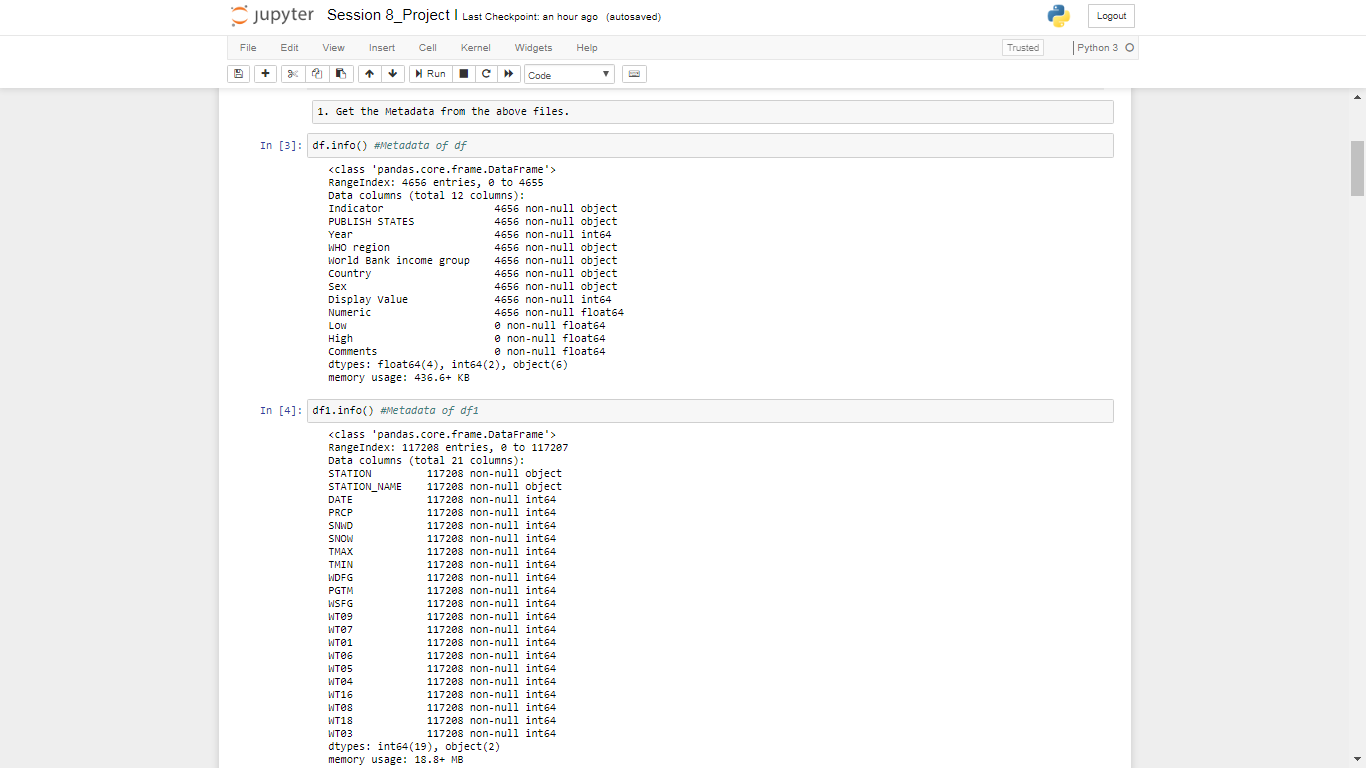 jupyter Session 8_Project I Last Checkpoint: an hour ago (autosaved) Logout
File Edit View Insert Cell Kernel Widgets Help Trusted Python 3
Run Code
1. Get the Metadata from the above files.
In [3]: df.info() #Metadata of df
<class 'pandas.core.frame.DataFrame'>
RangeIndex: 4656 entries, 0 to 4655
Data columns (total 12 columns):
Indicator 4656 non-null object
PUBLISH STATES 4656 non-null object
Year 4656 non-null int64
WHO region 4656 non-null object
World Bank income group 4656 non-null object
Country 4656 non-null object
Sex 4656 non-null object
Display Value 4656 non-null int64
Numeric 4656 non-null float64
Low 0 non-null float64
High 0 non-null float64
Comments 0 non-null float64
dtypes: float64(4), int64(2), object(6)
memory usage: 436.6+ KB
In [4]: df1.info() #Metadata of df1
<class 'pandas.core.frame.DataFrame'>
RangeIndex: 117208 entries, 0 to 117207
Data columns (total 21 columns):
STATION 117208 non-null object
STATION_NAME 117208 non-null object
DATE 117208 non-null int64
PRCP 117208 non-null int64
SNWD 117208 non-null int64
SNOW 117208 non-null int64
TMAX 117208 non-null int64
TMIN 117208 non-null int64
WDFG 117208 non-null int64
PGTM 117208 non-null int64
WSFG 117208 non-null int64
WT09 117208 non-null int64
WT07 117208 non-null int64
WT01 117208 non-null int64
WT06 117208 non-null int64
WT05 117208 non-null int64
WT04 117208 non-null int64
WT16 117208 non-null int64
WT08 117208 non-null int64
WT18 117208 non-null int64
WT03 117208 non-null int64
dtypes: int64(19), object(2)
memory usage: 18.8+ MB